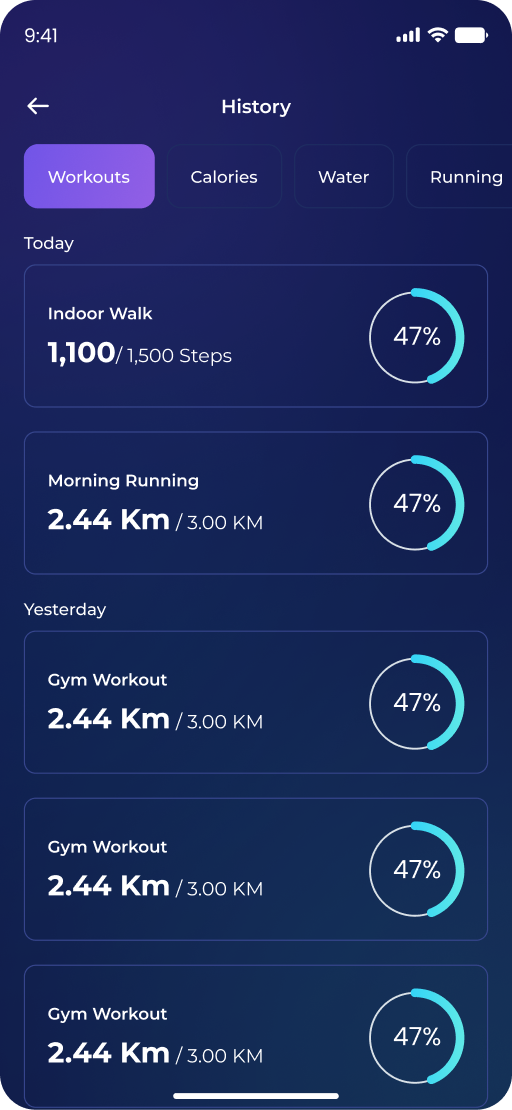 9:41
History
Workouts Calories Water Running
Today
Indoor Walk
1,100/ 1,500 Steps
47%
Morning Running
2.44 Km / 3.00 KM
47%
Yesterday
Gym Workout
2.44 Km / 3.00 KM
47%
Gym Workout
2.44 Km / 3.00 KM
47%
Gym Workout
2.44 Km / 3.00 KM
47%